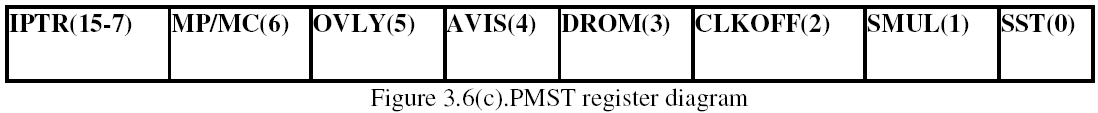 IPTR(15-7) MP/MC(6) OVLY(5) AVIS(4) DROM(3) CLKOFF(2) SMUL(1) SST(0)
Figure 3.6(c).PMST register diagram